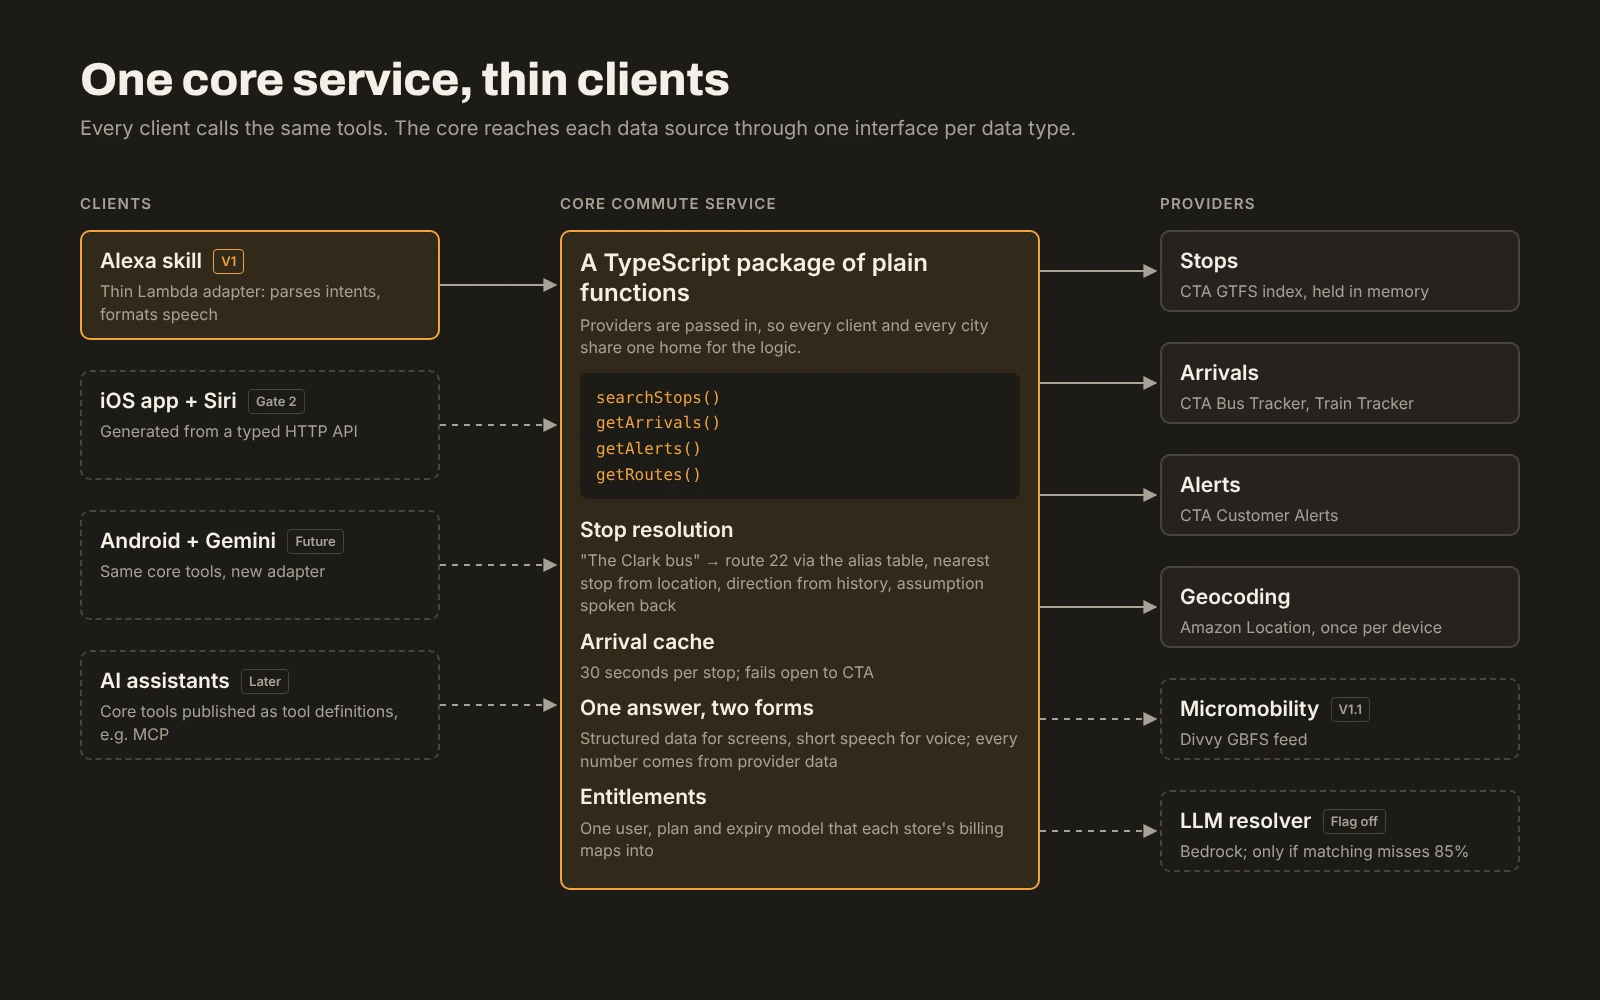 One core service, thin clients
Every client calls the same tools. The core reaches each data source through one interface per data type.
CLIENTS
Alexa skill V1
Thin Lambda adapter: parses intents,
formats speech
iOS app + Siri Gate 2
Generated from a typed HTTP API
Android + Gemini Future
Same core tools, new adapter
AI assistants Later
Core tools published as tool definitions,
e.g. MCP
CORE COMMUTE SERVICE
A TypeScript package of plain
functions
Providers are passed in, so every client and every city
share one home for the logic.
searchStops()
getArrivals()
getAlerts()
getRoutes()
Stop resolution
"The Clark bus" → route 22 via the alias table, nearest
stop from location, direction from history, assumption
spoken back
Arrival cache
30 seconds per stop; fails open to CTA
One answer, two forms
Structured data for screens, short speech for voice; every
number comes from provider data
Entitlements
One user, plan and expiry model that each store's billing
maps into
PROVIDERS
Stops
CTA GTFS index, held in memory
Arrivals
CTA Bus Tracker, Train Tracker
Alerts
CTA Customer Alerts
Geocoding
Amazon Location, once per device
Micromobility V1.1
Divvy GBFS feed
LLM resolver Flag off
Bedrock; only if matching misses 85%